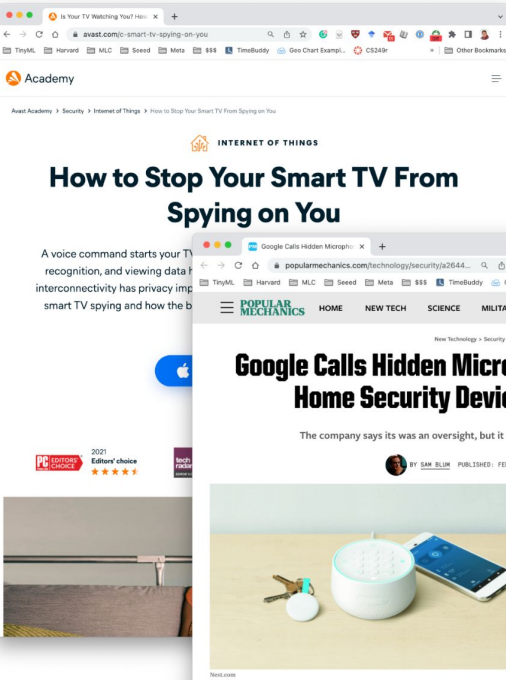 Is Your TV Watching You? How
avast.com/c-smart-tv-spying-on-you
TinyML Harvard MLC Seeed Meta $$$ TimeBuddy Geo Chart Exampl... CS249r » Other Bookmarks
Academy
Avast Academy > Security > Internet of Things > How to Stop Your Smart TV From Spying on You
INTERNET OF THINGS
How to Stop Your Smart TV From
Spying on You
A voice command starts your TV
recognition, and viewing data h
interconnectivity has privacy imp
smart TV spying and how the b
PC EDITORS' CHOICE
2021
Editors' choice
tech
radar
Google Calls Hidden Micropho
popularmechanics.com/technology/security/a2644...
TinyML Harvard MLC Seeed Meta $$$ TimeBuddy
POPULAR
MECHANICS
HOME NEW TECH SCIENCE MILITA
New Technology > Security
Google Calls Hidden Micro
Home Security Devi
The company says its was an oversight, but it
BY SAM BLUM PUBLISHED: FE
Nest.com